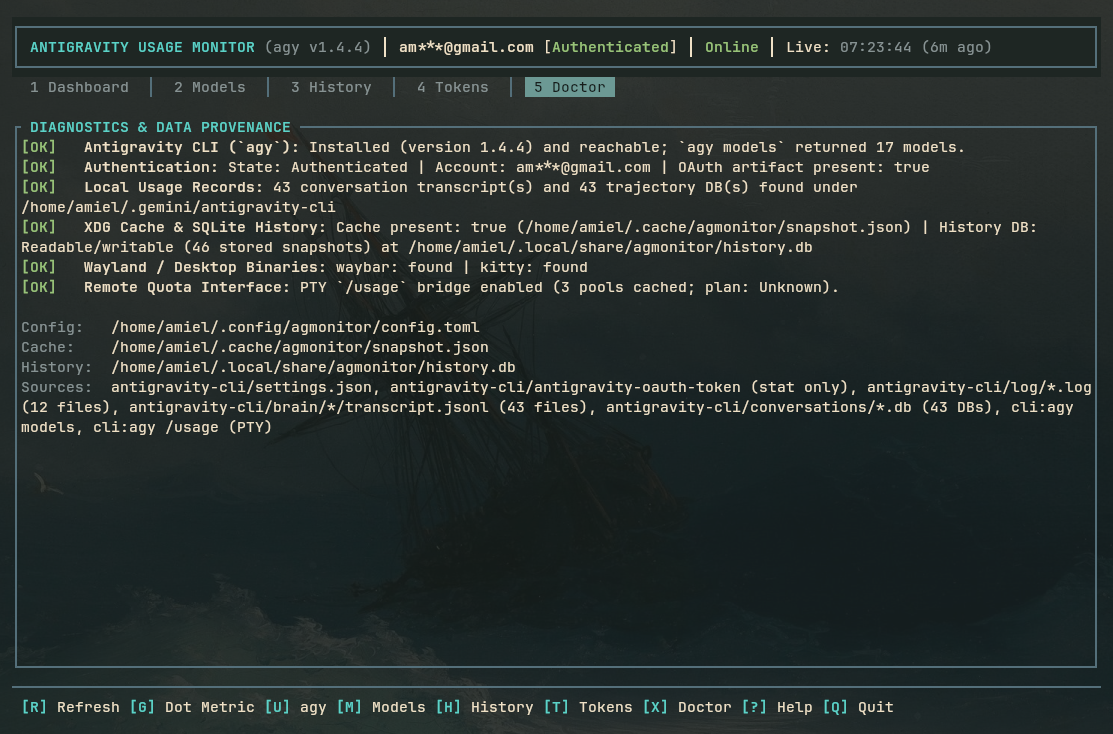 ANTIGRAVITY USAGE MONITOR (agy v1.4.4) | am***@gmail.com [Authenticated] | Online | Live: 07:23:44 (6m ago)
1 Dashboard | 2 Models | 3 History | 4 Tokens | 5 Doctor
DIAGNOSTICS & DATA PROVENANCE
[OK] Antigravity CLI (`agy`): Installed (version 1.4.4) and reachable; `agy models` returned 17 models.
[OK] Authentication: State: Authenticated | Account: am***@gmail.com | OAuth artifact present: true
[OK] Local Usage Records: 43 conversation transcript(s) and 43 trajectory DB(s) found under
/home/amiel/.gemini/antigravity-cli
[OK] XDG Cache & SQLite History: Cache present: true (/home/amiel/.cache/agmonitor/snapshot.json) | History DB:
Readable/writable (46 stored snapshots) at /home/amiel/.local/share/agmonitor/history.db
[OK] Wayland / Desktop Binaries: waybar: found | kitty: found
[OK] Remote Quota Interface: PTY `/usage` bridge enabled (3 pools cached; plan: Unknown).
Config: /home/amiel/.config/agmonitor/config.toml
Cache: /home/amiel/.cache/agmonitor/snapshot.json
History: /home/amiel/.local/share/agmonitor/history.db
Sources: antigravity-cli/settings.json, antigravity-cli/antigravity-oauth-token (stat only), antigravity-cli/log/*.log
(12 files), antigravity-cli/brain/*/transcript.jsonl (43 files), antigravity-cli/conversations/*.db (43 DBs), cli:agy
models, cli:agy /usage (PTY)
[R] Refresh [G] Dot Metric [U] agy [M] Models [H] History [T] Tokens [X] Doctor [?] Help [Q] Quit